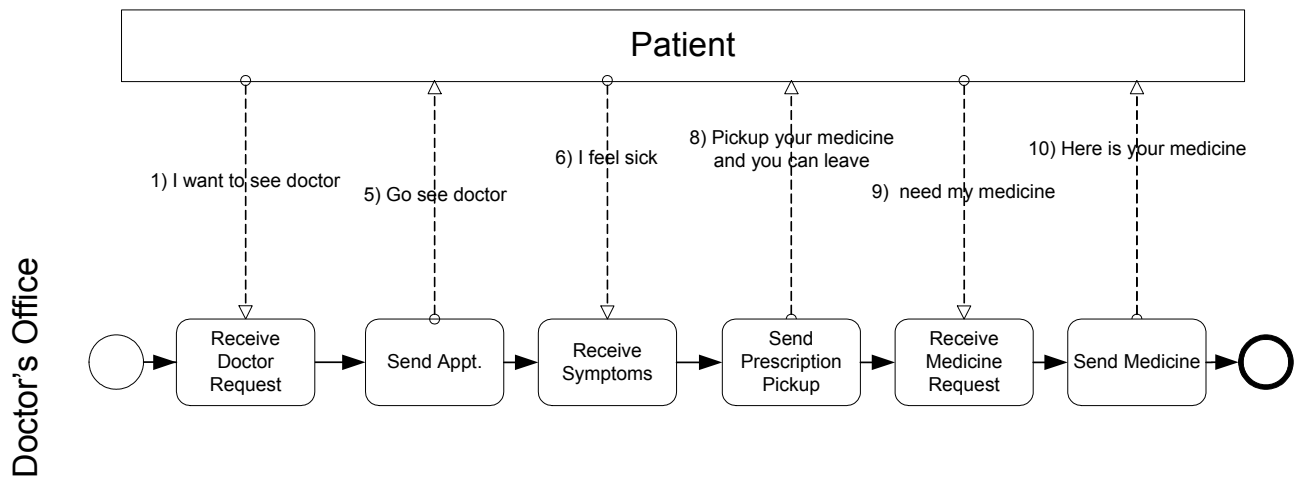 Patient
1) I want to see doctor
5) Go see doctor
6) I feel sick
8) Pickup your medicine
and you can leave
9) need my medicine
10) Here is your medicine
Doctor's Office
Receive
Doctor
Request
Send Appt.
Receive
Symptoms
Send
Prescription
Pickup
Receive
Medicine
Request
Send Medicine